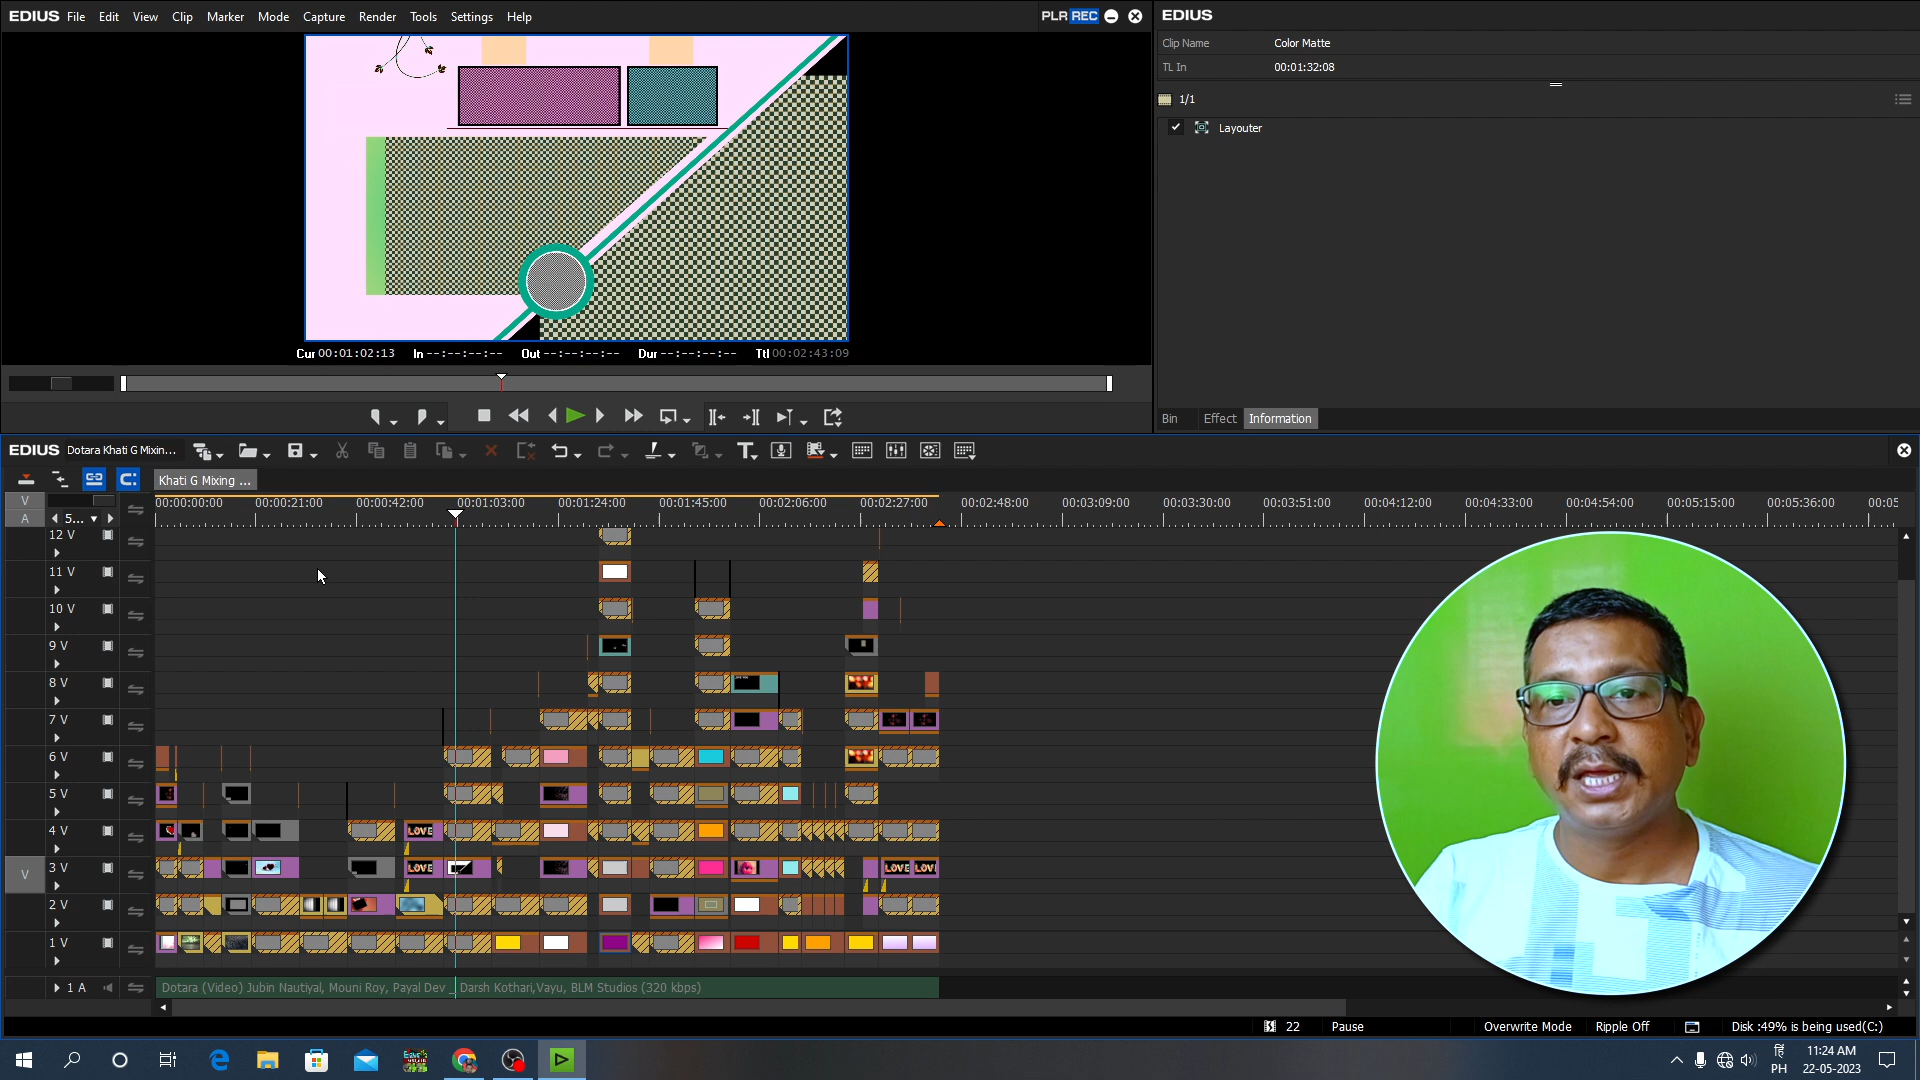 EDIUS File Edit View Clip Marker Mode Capture Render Tools Settings Help PLR REC
EDIUS
Clip Name Color Matte
TL In 00:01:32:08
1/1
Layouter
Cur 00:01:02:13 In --:--:--:-- Out --:--:--:-- Dur --:--:--:-- Ttl 00:02:43:09
Bin Effect Information
EDIUS Dotara Khati G Mixin...
Khati G Mixing ...
V
A
5...
00:00:00:00 00:00:21:00 00:00:42:00 00:01:03:00 00:01:24:00 00:01:45:00 00:02:06:00 00:02:27:00 00:02:48:00 00:03:09:00 00:03:30:00 00:03:51:00 00:04:12:00 00:04:33:00 00:04:54:00 00:05:15:00 00:05:36:00 00:05
12 V
11 V
10 V
9 V
8 V
7 V
6 V
5 V
4 V LOVE
V 3 V LOVE LOVE LOVE
2 V
1 V
1 A Dotara (Video) Jubin Nautiyal, Mouni Roy, Payal Dev _ Darsh Kothari,Vayu, BLM Studios (320 kbps)
22 Pause Overwrite Mode Ripple Off Disk :49% is being used(C:)
हि
PH
11:24 AM
22-05-2023